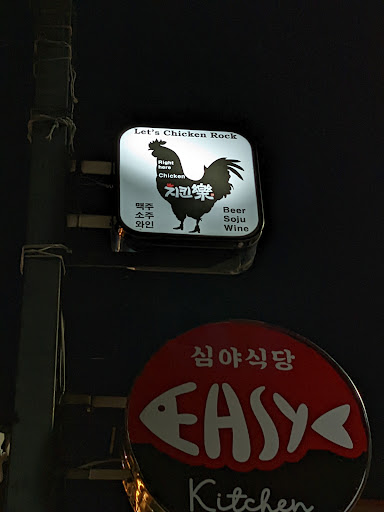 Let's Chicken Rock
Right
here
Chicken
치킨樂
맥주
소주
와인
Beer
Soju
Wine
심야식당
EASY
Kitchen